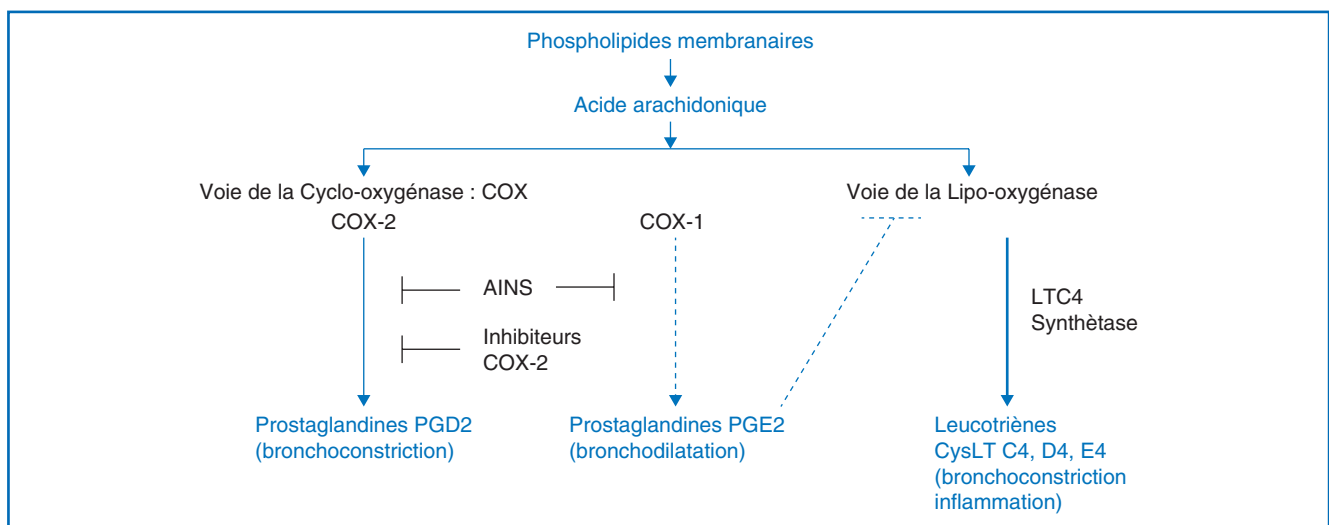 Phospholipides membranaires
Acide arachidonique
Voie de la Cyclo-oxygénase : COX
Voie de la Lipo-oxygénase
COX-2
COX-1
AINS
LTC4
Synthètase
Inhibiteurs
COX-2
Prostaglandines PGD2
(bronchoconstriction)
Prostaglandines PGE2
(bronchodilatation)
Leucotriènes
CysLT C4, D4, E4
(bronchoconstriction
inflammation)